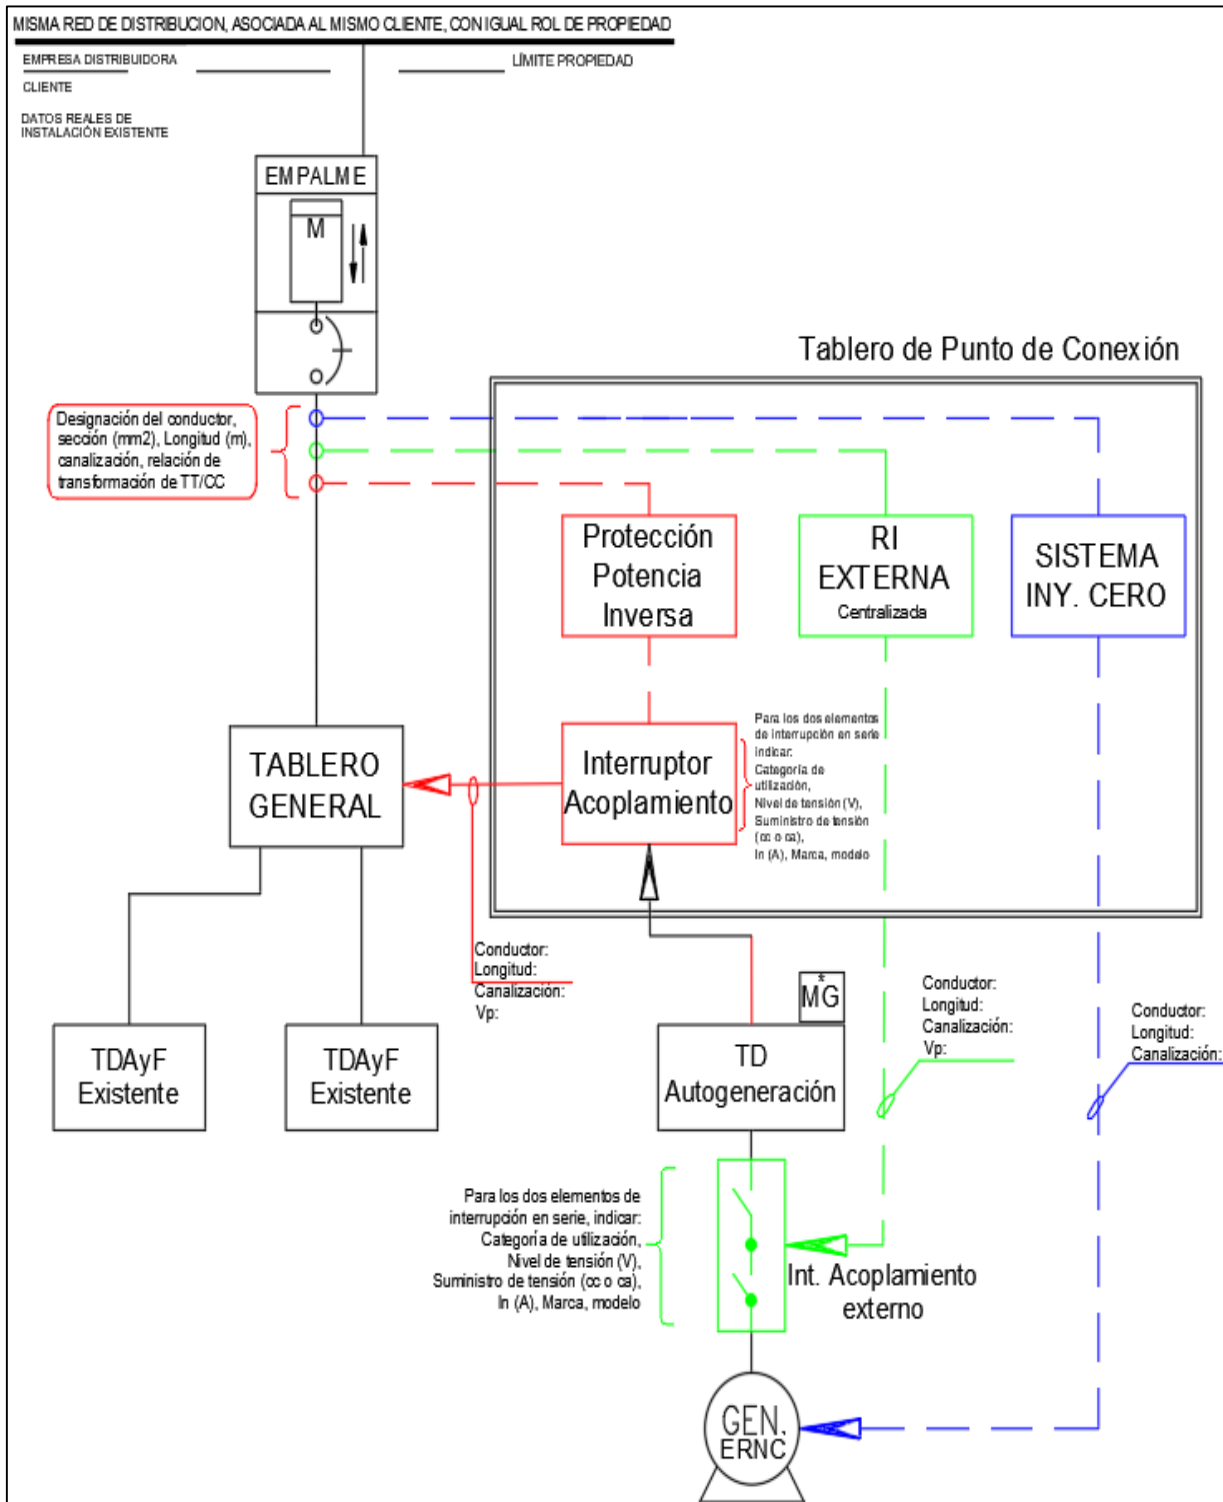 MISMA RED DE DISTRIBUCION, ASOCIADA AL MISMO CLIENTE, CON IGUAL ROL DE PROPIEDAD
EMPRESA DISTRIBUIDORA
LÍMITE PROPIEDAD
CLIENTE
DATOS REALES DE
INSTALACIÓN EXISTENTE
EMPALME
M
Tablero de Punto de Conexión
Designación del conductor,
sección (mm2), Longitud (m),
canalización, relación de
transformación de TT/CC
Protección
Potencia
Inversa
RI
EXTERNA
Centralizada
SISTEMA
INY. CERO
TABLERO
GENERAL
Interruptor
Acoplamiento
Para los dos elementos
de interrupción en serie
indicar:
Categoría de
utilización,
Nivel de tensión (V),
Suministro de tensión
(cc o ca),
In (A), Marca, modelo
Conductor:
Longitud:
Canalización:
Vp:
*
MG
TDAyF
Existente
TDAyF
Existente
TD
Autogeneración
Conductor:
Longitud:
Canalización:
Vp:
Conductor:
Longitud:
Canalización:
Para los dos elementos de
interrupción en serie, indicar:
Categoría de utilización,
Nivel de tensión (V),
Suministro de tensión (cc o ca),
In (A), Marca, modelo
Int. Acoplamiento
externo
GEN.
ERNC